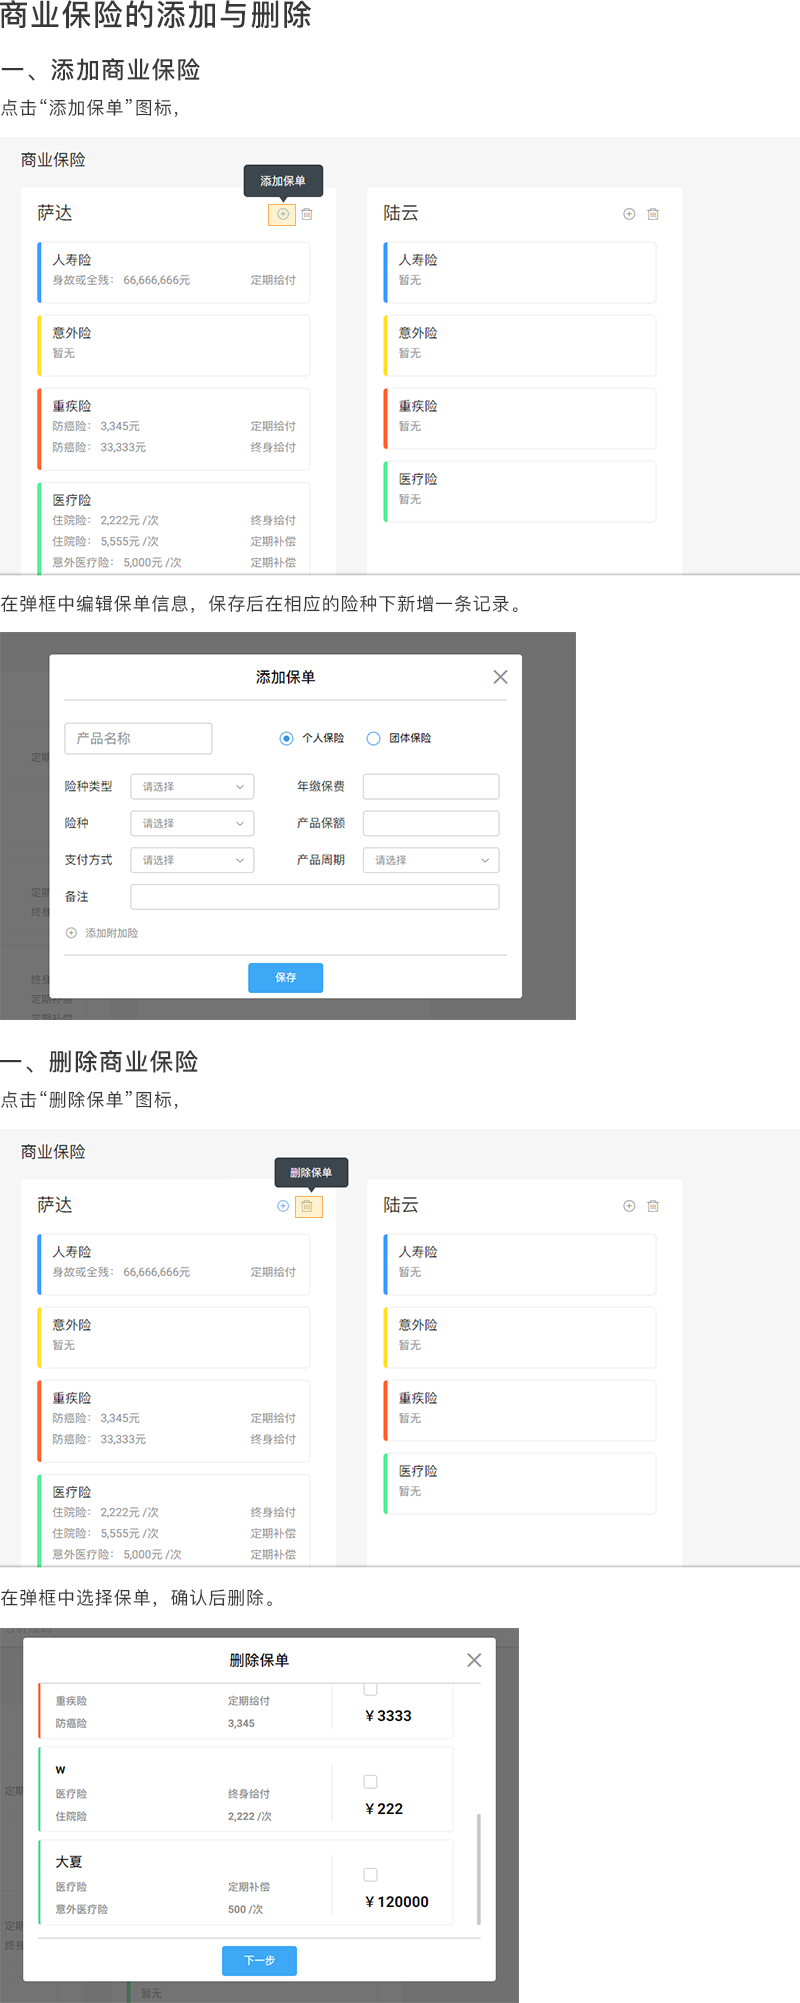 商业保险的添加与删除
一、添加商业保险
点击“添加保单”图标，
商业保险
添加保单
萨达
人寿险
身故或全残： 66,666,666元 定期给付
意外险
暂无
重疾险
防癌险： 3,345元 定期给付
防癌险： 33,333元 终身给付
医疗险
住院险： 2,222元 /次 终身给付
住院险： 5,555元 /次 定期补偿
意外医疗险： 5,000元 /次 定期补偿
陆云
人寿险
暂无
意外险
暂无
重疾险
暂无
医疗险
暂无
在弹框中编辑保单信息，保存后在相应的险种下新增一条记录。
添加保单
产品名称 个人保险 团体保险
险种类型 请选择 年缴保费
险种 请选择 产品保额
支付方式 请选择 产品周期 请选择
备注
添加附加险
保存
定期
定期
终身
终身
定期补偿
定期补偿
一、删除商业保险
点击“删除保单”图标，
商业保险
删除保单
萨达
人寿险
身故或全残： 66,666,666元 定期给付
意外险
暂无
重疾险
防癌险： 3,345元 定期给付
防癌险： 33,333元 终身给付
医疗险
住院险： 2,222元 /次 终身给付
住院险： 5,555元 /次 定期补偿
意外医疗险： 5,000元 /次 定期补偿
陆云
人寿险
暂无
意外险
暂无
重疾险
暂无
医疗险
暂无
在弹框中选择保单，确认后删除。
删除保单
重疾险 定期给付
防癌险 3,345 ￥3333
w
医疗险 终身给付
住院险 2,222 /次 ￥222
大夏
医疗险 定期补偿
意外医疗险 500 /次 ￥120000
下一步
定期
定期
终身
暂无